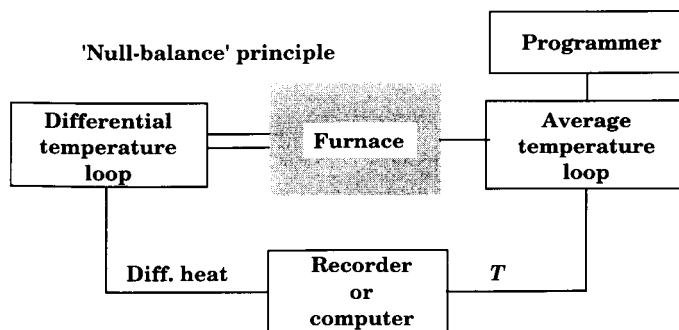 'Null-balance' principle
Programmer
Differential
temperature
loop
Furnace
Average
temperature
loop
Diff. heat
Recorder
or
computer
T